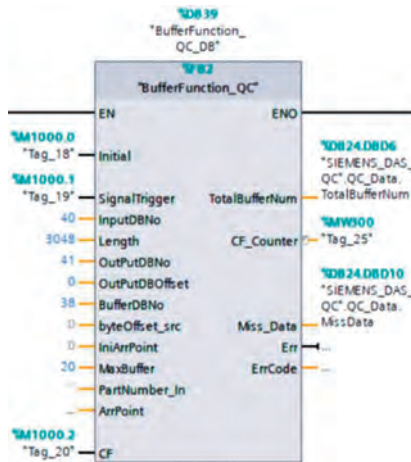 %DB39
"BufferFunction_
QC_DB"
%FB2
"BufferFunction_QC"
EN ENO
%M1000.0
"Tag_18" Initial
%DB24.DBD6
"SIEMENS_DAS_
QC".QC_Data.
TotalBufferNum
%M1000.1
"Tag_19" SignalTrigger TotalBufferNum
40 InputDBNo
3048 Length
CF_Counter %MW300
"Tag_25"
41 OutPutDBNo
0 OutPutDBOffset
38 BufferDBNo
%DB24.DBD10
"SIEMENS_DAS_
QC".QC_Data.
MissData
0 byteOffset_src Miss_Data
0 IniArrPoint Err ...
20 MaxBuffer ErrCode ...
... PartNumber_In
... ArrPoint
%M1000.2
"Tag_20" CF